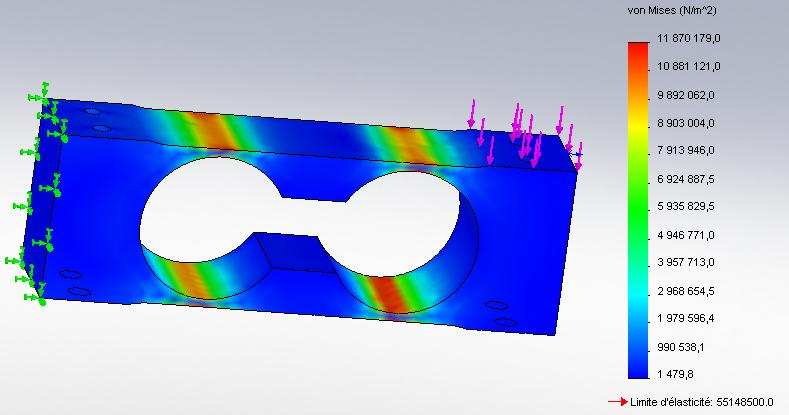 von Mises (N/m^2)
11 870 179,0
10 881 121,0
9 892 062,0
8 903 004,0
7 913 946,0
6 924 887,5
5 935 829,5
4 946 771,0
3 957 713,0
2 968 654,5
1 979 596,4
990 538,1
1 479,8
Limite d'élasticité: 55148500.0